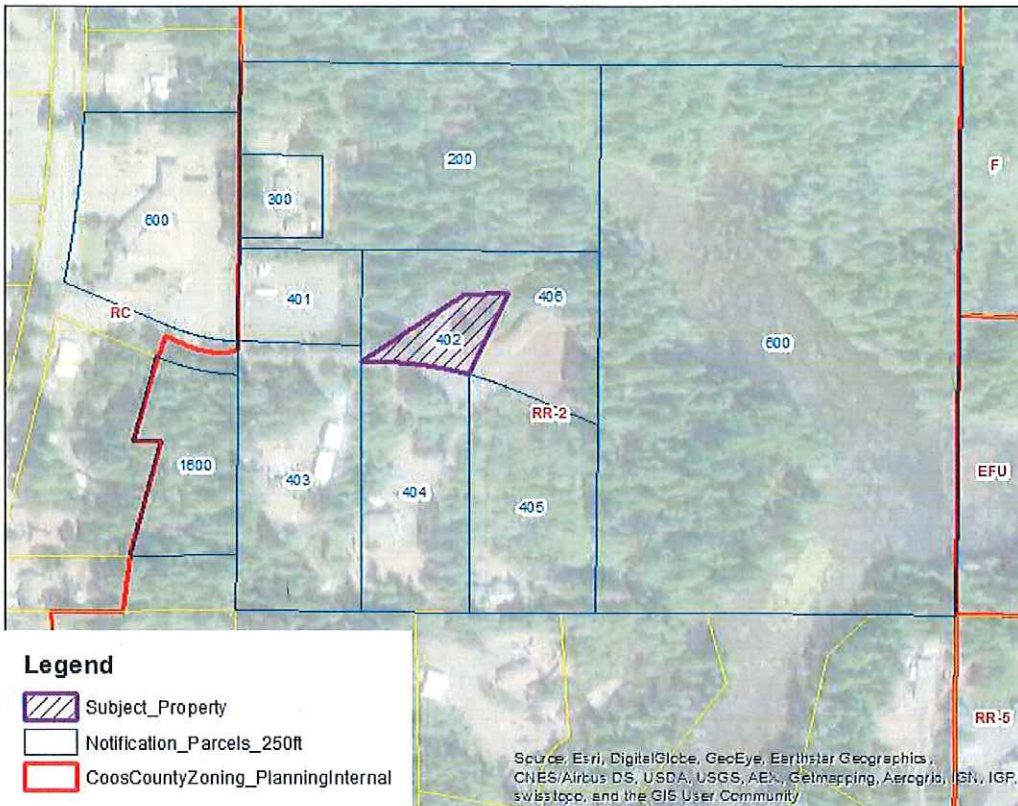 200
F
300
600
401
406
RC
402
600
RR-2
EFU
1600
403
404
405
Legend
Subject_Property
Notification_Parcels_250ft
CoosCountyZoning_PlanningInternal
RR-5
Source: Esri, DigitalGlobe, GeoEye, Earthstar Geographics,
CNES/Airbus DS, USDA, USGS, AEX, Getmapping, Aerogrid, IGN, IGP,
swisstopo, and the GIS User Community